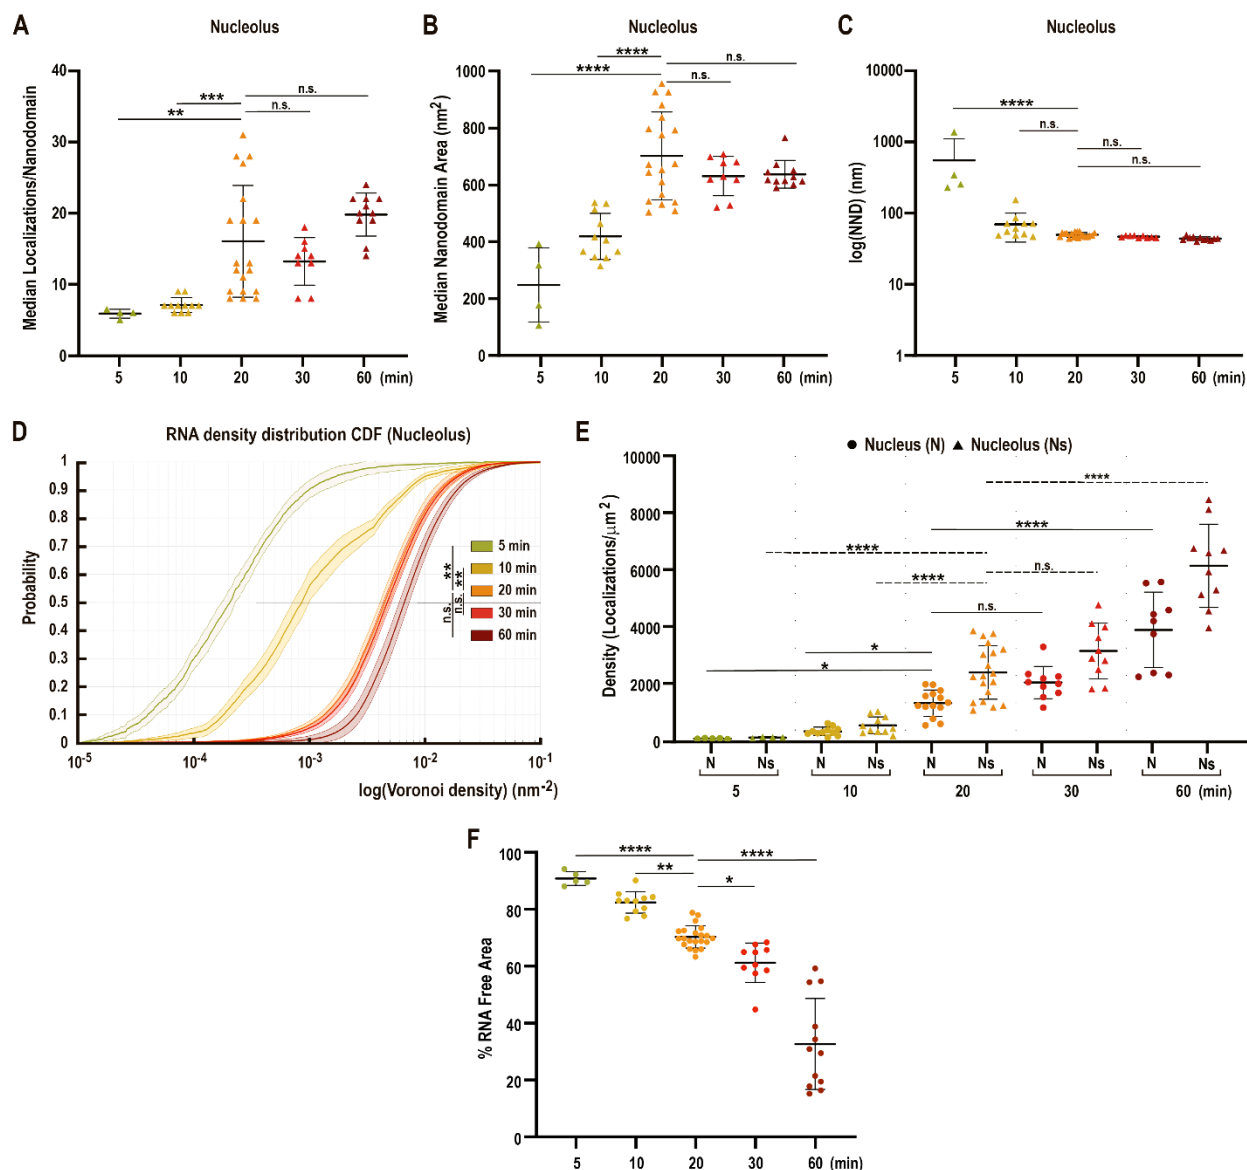 A
Nucleolus
Median Localizations/Nanodomain
40
30
20
10
0
**
***
n.s.
n.s.
5 10 20 30 60 (min)
B
Nucleolus
Median Nanodomain Area (nm²)
1000
800
600
400
200
0
****
****
n.s.
n.s.
5 10 20 30 60 (min)
C
Nucleolus
log(NND) (nm)
10000
1000
100
10
1
****
n.s.
n.s.
n.s.
5 10 20 30 60 (min)
D
RNA density distribution CDF (Nucleolus)
Probability
1
0.9
0.8
0.7
0.6
0.5
0.4
0.3
0.2
0.1
0
10⁻⁵ 10⁻⁴ 10⁻³ 10⁻² 10⁻¹
log(Voronoi density) (nm⁻²)
5 min
10 min
20 min
30 min
60 min
**
**
n.s.
n.s.
E
Nucleus (N) Nucleolus (Ns)
Density (Localizations/μm²)
10000
8000
6000
4000
2000
0
****
****
****
****
n.s.
n.s.
*
*
N Ns N Ns N Ns N Ns N Ns
5 10 20 30 60 (min)
F
% RNA Free Area
100
80
60
40
20
0
****
****
**
*
5 10 20 30 60 (min)